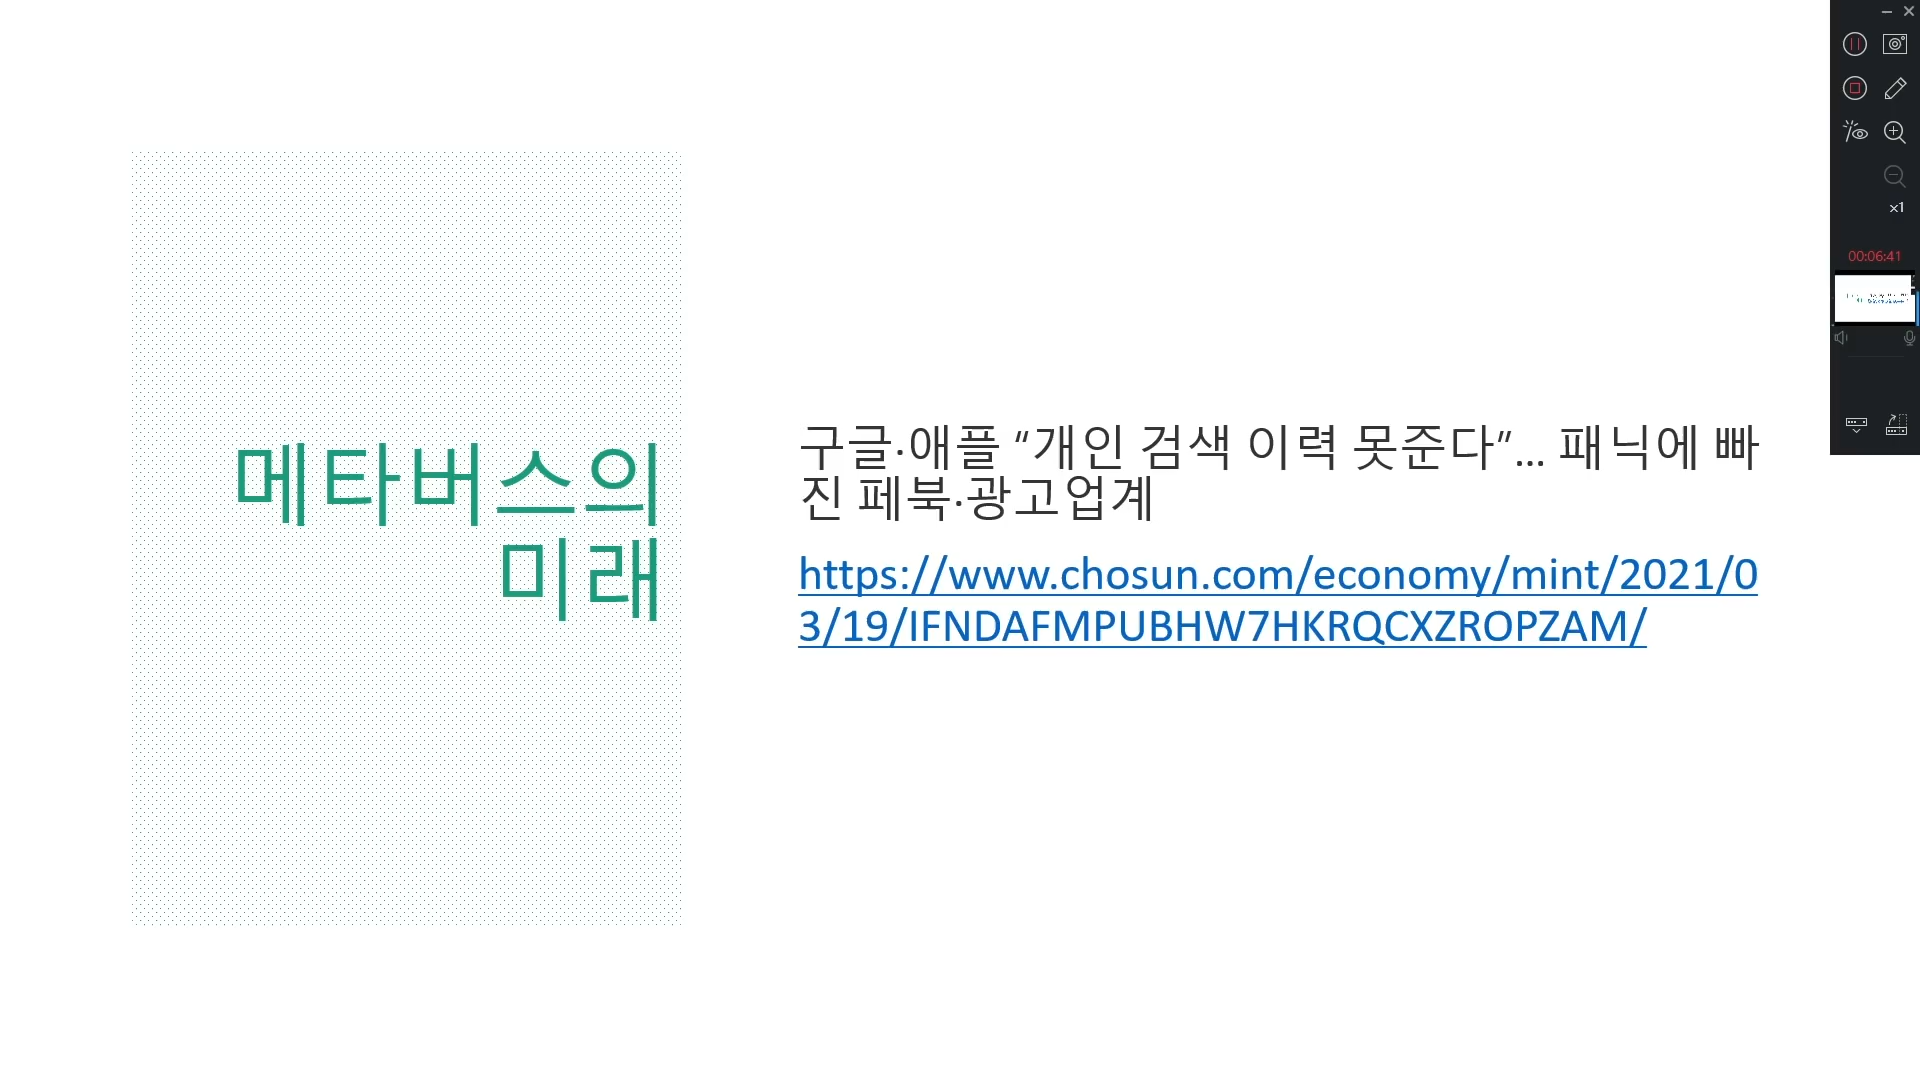 메타버스의
미래
구글·애플 “개인 검색 이력 못준다”… 패닉에 빠
진 페북·광고업계
https://www.chosun.com/economy/mint/2021/0
3/19/IFNDAFMPUBHW7HKRQCXZROPZAM/
x1
00:06:41